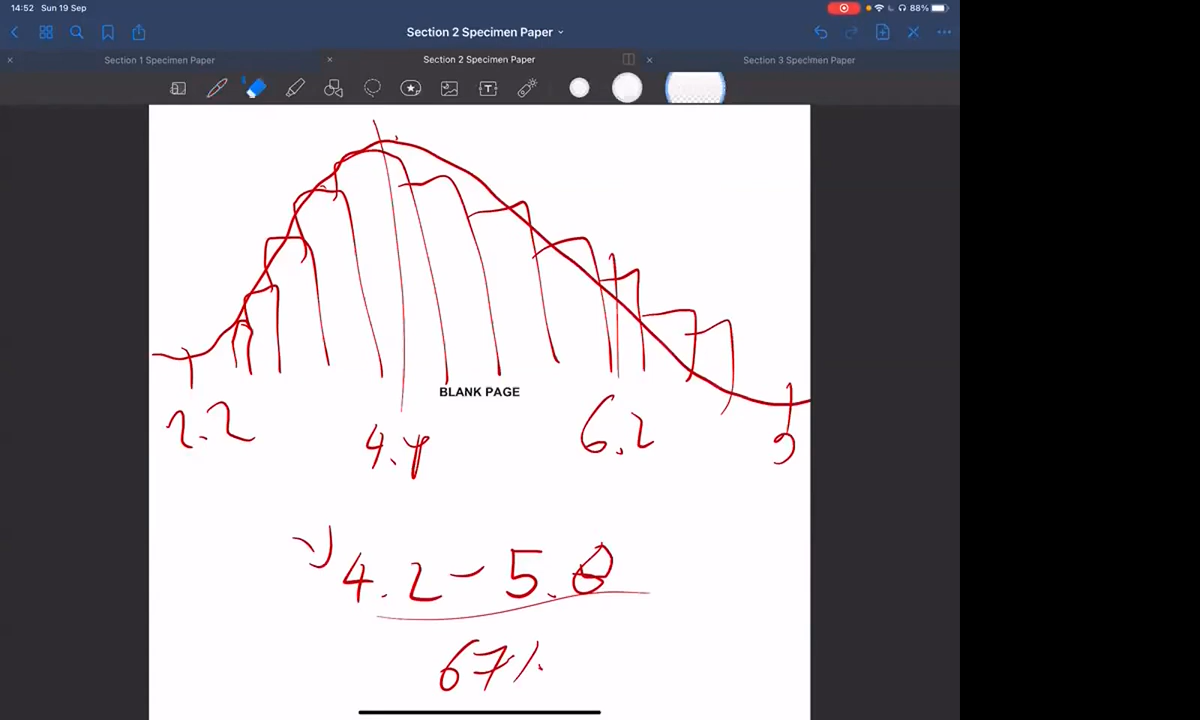 14:52 Sun 19 Sep
88%
Section 2 Specimen Paper
Section 1 Specimen Paper
Section 2 Specimen Paper
Section 3 Specimen Paper
BLANK PAGE
2.2
4.4
6.2
9
4.2 – 5.8
67%